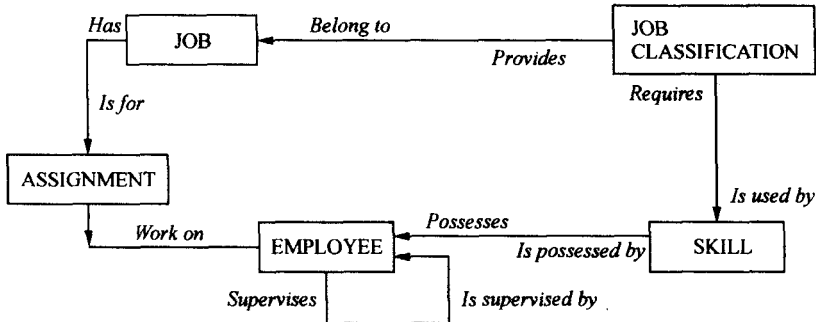 Has
JOB
Belong to
Provides
JOB
CLASSIFICATION
Requires
Is for
ASSIGNMENT
Is used by
Work on
EMPLOYEE
Possesses
Is possessed by
SKILL
Supervises
Is supervised by